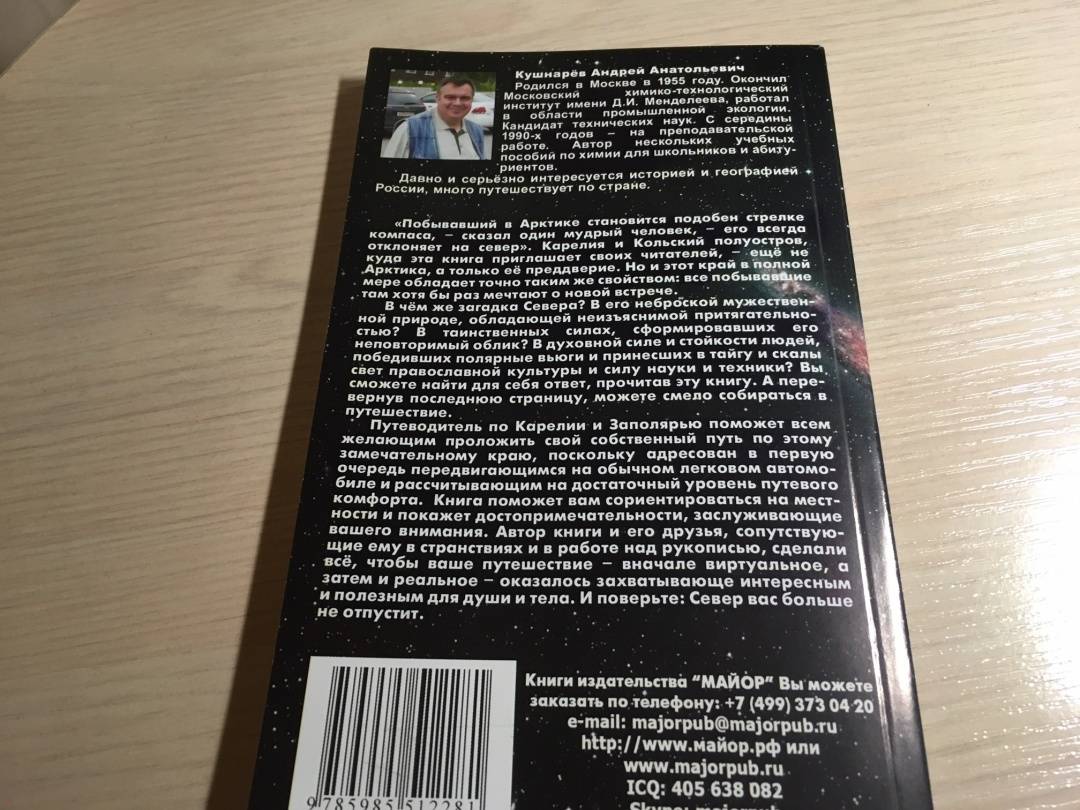 Кушнарёв Андрей Анатольевич
Родился в Москве в 1955 году. Окончил
Московский химико-технологический
институт имени Д.И. Менделеева, работал
в области промышленной экологии.
Кандидат технических наук. С середины
1990-х годов – на преподавательской
работе. Автор нескольких учебных
пособий по химии для школьников и абиту-
риентов.
Давно и серьёзно интересуется историей и географией
России, много путешествует по стране.
«Побывавший в Арктике становится подобен стрелке
компаса, – сказал один мудрый человек, – его всегда
отклоняет на север». Карелия и Кольский полуостров,
куда эта книга приглашает своих читателей, – ещё не
Арктика, а только её преддверие. Но и этот край в полной
мере обладает точно таким же свойством: все побывавшие
там хотя бы раз мечтают о новой встрече.
В чём же загадка Севера? В его неброской мужествен-
ной природе, обладающей неизъяснимой притягательно-
стью? В таинственных силах, сформировавших его
неповторимый облик? В духовной силе и стойкости людей,
победивших полярные вьюги и принесших в тайгу и скалы
свет православной культуры и силу науки и техники? Вы
сможете найти для себя ответ, прочитав эту книгу. А пере-
вернув последнюю страницу, можете смело собираться в
путешествие.
Путеводитель по Карелии и Заполярью поможет всем
желающим проложить свой собственный путь по этому
замечательному краю, поскольку адресован в первую
очередь передвигающимся на обычном легковом автомо-
биле и рассчитывающим на достаточный уровень путевого
комфорта. Книга поможет вам сориентироваться на мест-
ности и покажет достопримечательности, заслуживающие
вашего внимания. Автор книги и его друзья, сопутствую-
щие ему в странствиях и в работе над рукописью, сделали
всё, чтобы ваше путешествие – вначале виртуальное, а
затем и реальное – оказалось захватывающе интересным
и полезным для души и тела. И поверьте: Север вас больше
не отпустит.
Книги издательства "МАЙОР" Вы можете
заказать по телефону: +7 (499) 373 04 20
e-mail: majorpub@majorpub.ru
http://www.майор.рф или
www.majorpub.ru
ICQ: 405 638 082
Skype: majorpub
9 785985 512281